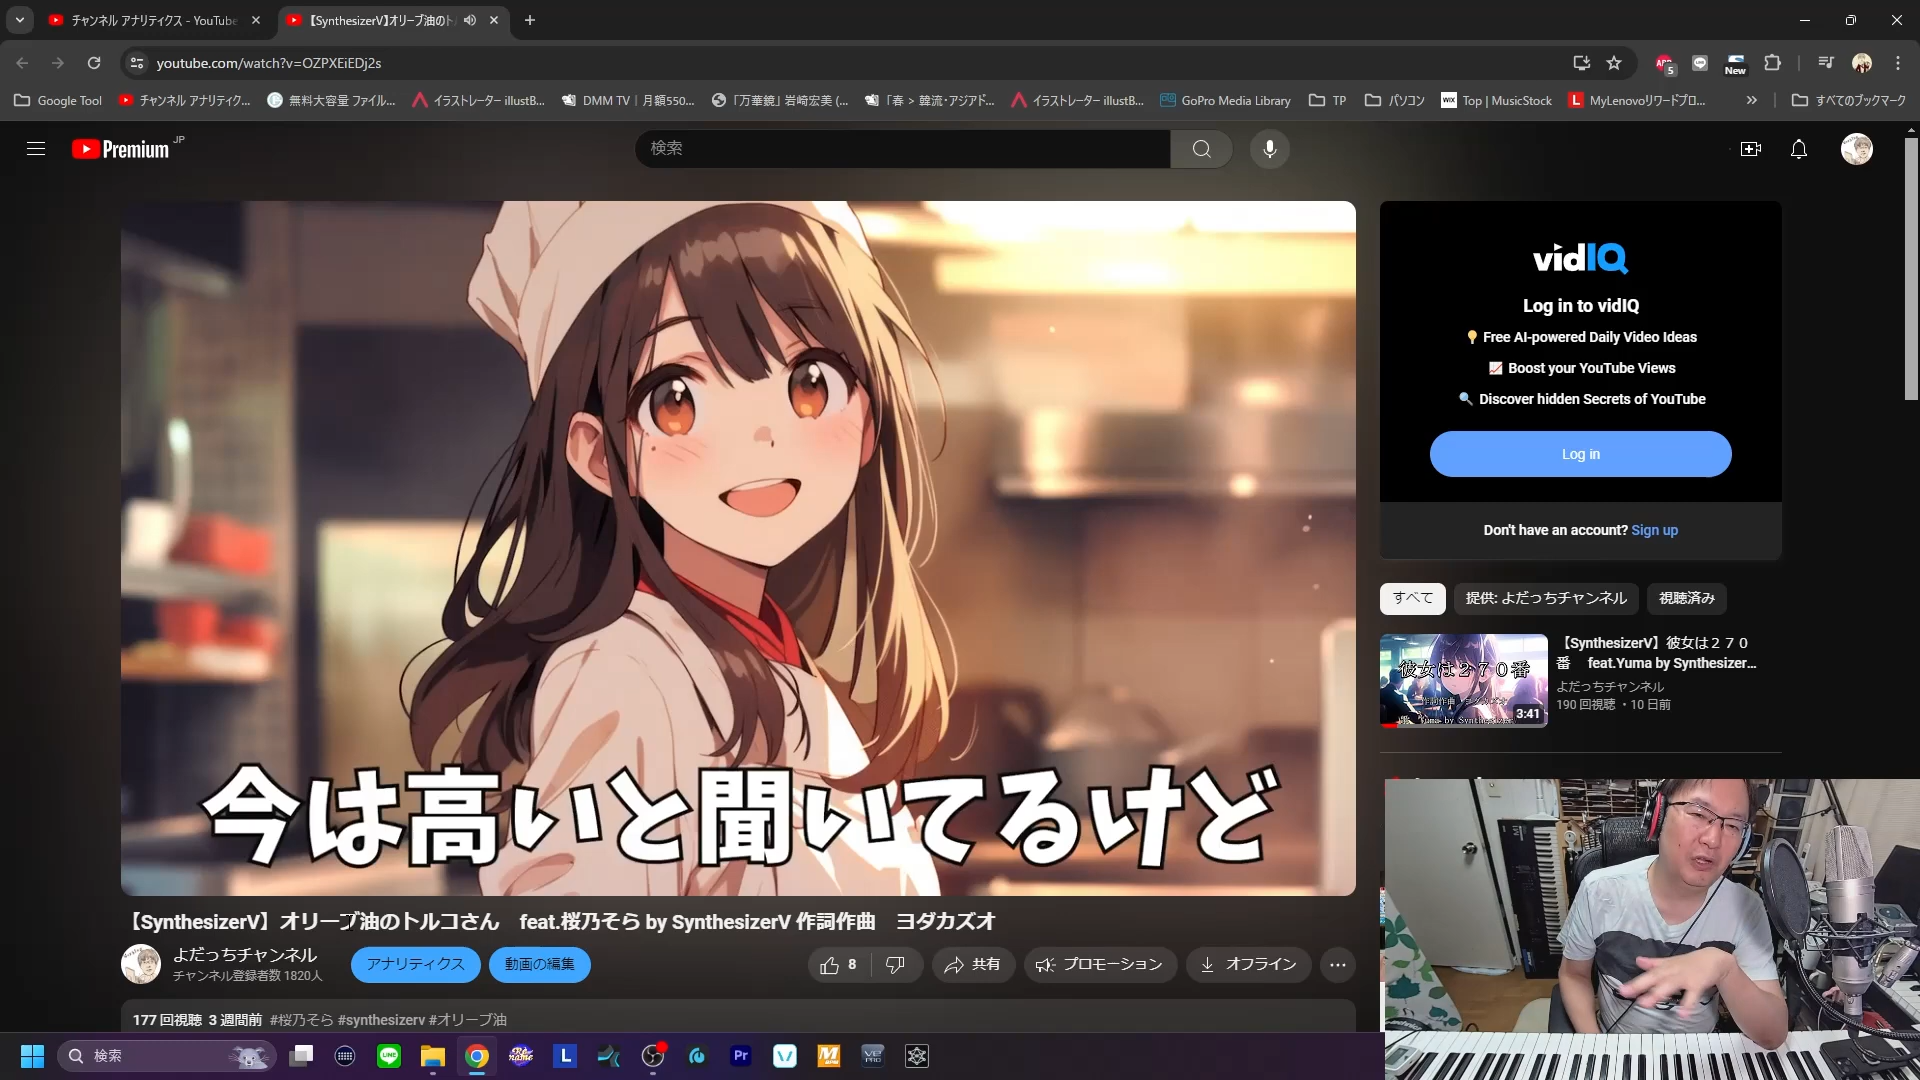 チャンネル アナリティクス - YouTube
【SynthesizerV】オリーブ油のト
youtube.com/watch?v=OZPXEiEDj2s
5
New
Google Tool
チャンネル アナリティク...
無料大容量 ファイル...
イラストレーター illustB...
DMM TV | 月額550...
「万華鏡」岩崎宏美 (...
「春 > 韓流・アジアド...
イラストレーター illustB...
GoPro Media Library
TP
パソコン
Top | MusicStock
MyLenovoリワードプロ...
すべてのブックマーク
Premium JP
検索
今は高いと聞いてるけど
vidIQ
Log in to vidIQ
Free AI-powered Daily Video Ideas
Boost your YouTube Views
Discover hidden Secrets of YouTube
Log in
Don't have an account? Sign up
すべて
提供: よだっちチャンネル
視聴済み
彼女は２７０番
3:41
【SynthesizerV】彼女は２７０
番 feat.Yuma by Synthesizer...
よだっちチャンネル
190 回視聴 ・10 日前
【SynthesizerV】オリーブ油のトルコさん feat.桜乃そら by SynthesizerV 作詞作曲 ヨダカズオ
よだっちチャンネル
チャンネル登録者数 1820人
アナリティクス
動画の編集
8
共有
プロモーション
オフライン
177 回視聴 3 週間前 #桜乃そら #synthesizerv #オリーブ油
検索